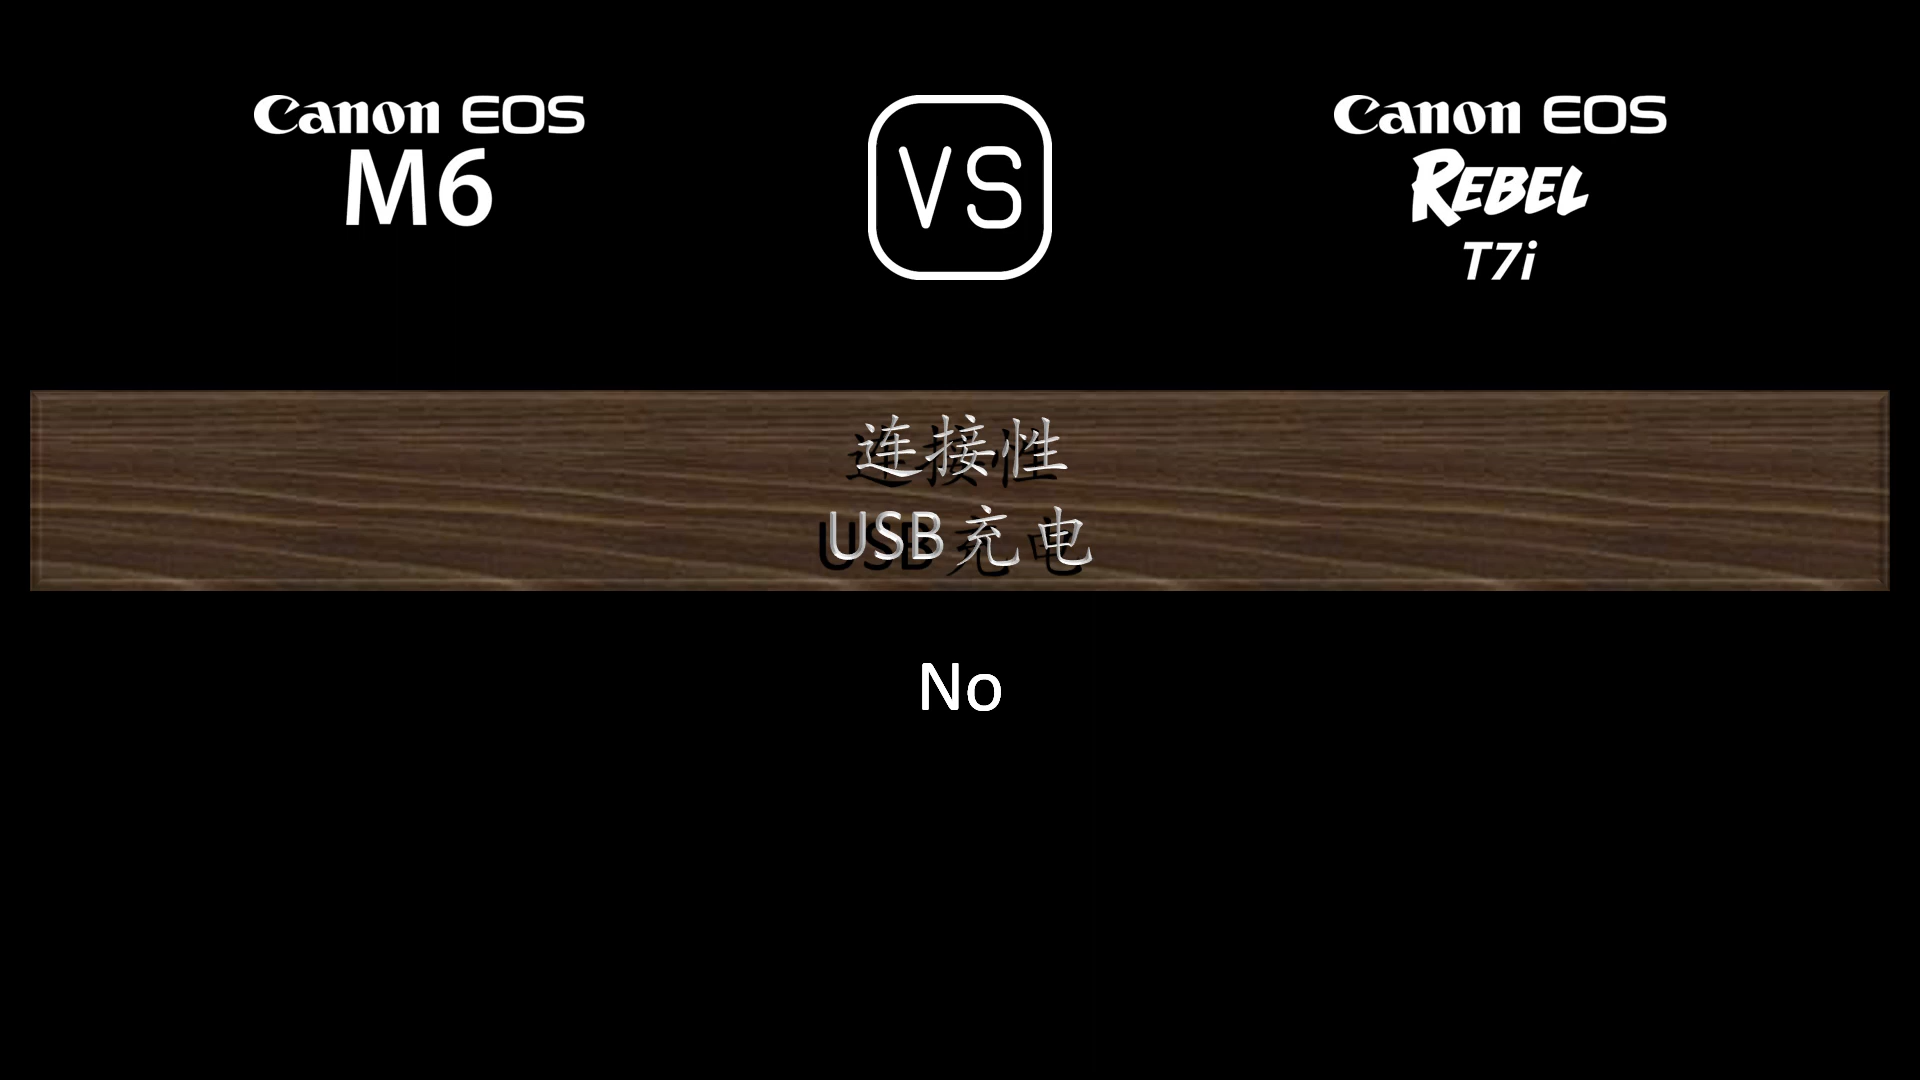 Canon EOS
M6
VS
Canon EOS
REBEL
T7i
连接性
USB 充电
No